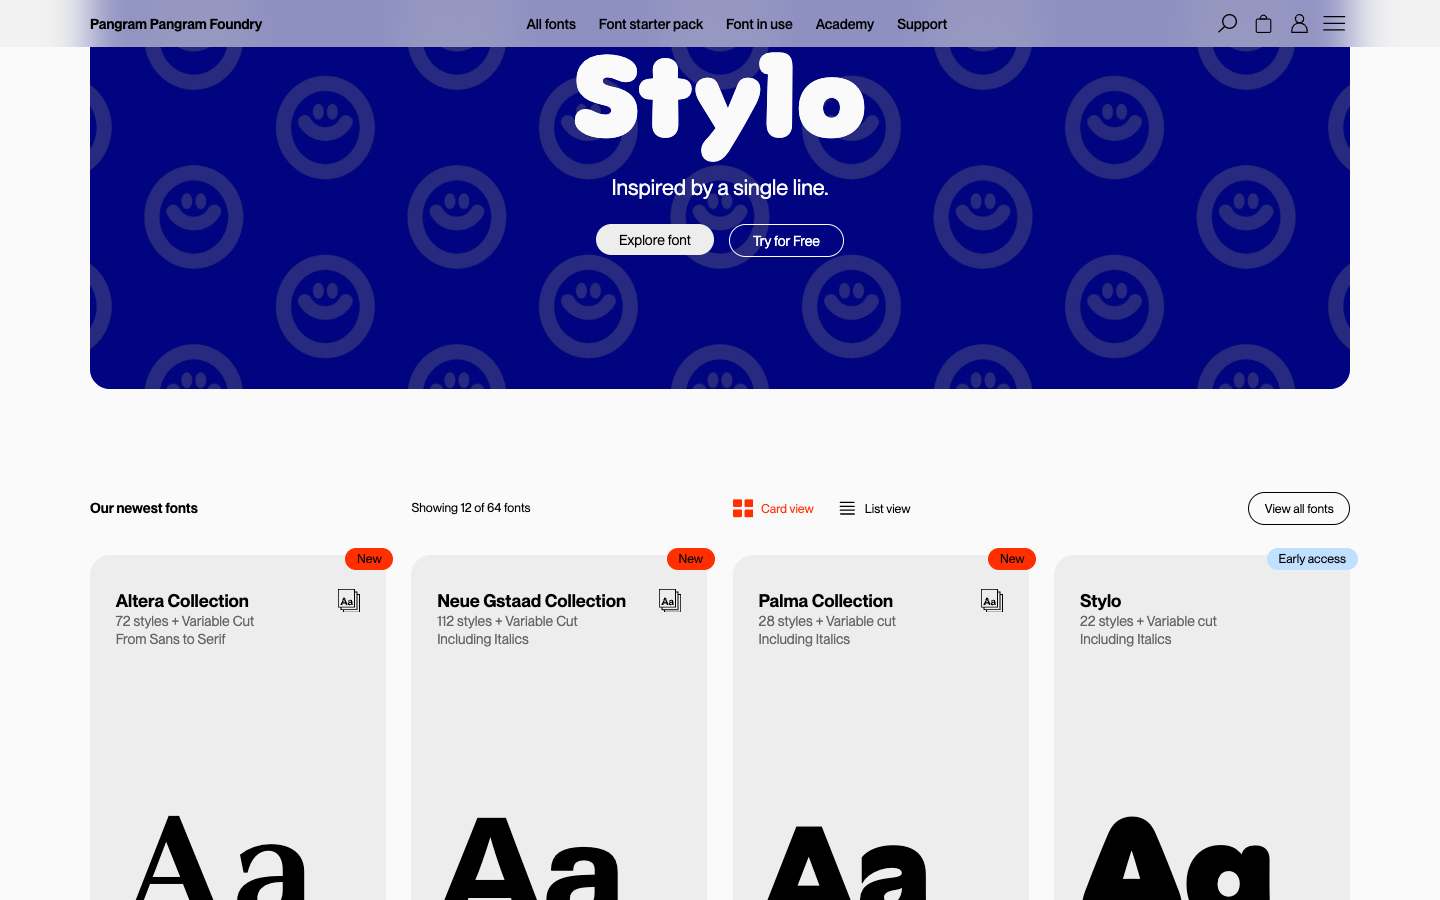 Pangram Pangram Foundry
All fonts
Font starter pack
Font in use
Academy
Support
Stylo
Inspired by a single line.
Explore font
Try for Free
Our newest fonts
Showing 12 of 64 fonts
Card view
List view
View all fonts
New
Altera Collection
Aa
72 styles + Variable Cut
From Sans to Serif
Aa
New
Neue Gstaad Collection
Aa
112 styles + Variable Cut
Including Italics
Aa
New
Palma Collection
Aa
28 styles + Variable cut
Including Italics
Aa
Early access
Stylo
22 styles + Variable cut
Including Italics
Aa